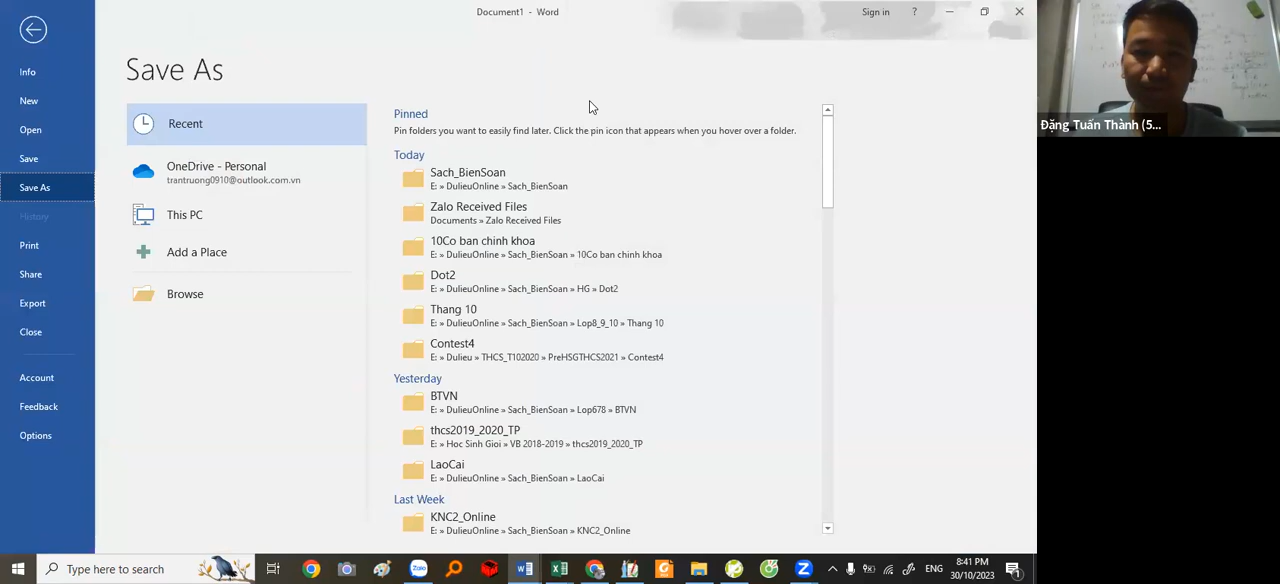 Document1 - Word
Sign in
?
Save As
Info
New
Open
Save
Save As
History
Print
Share
Export
Close
Account
Feedback
Options
Recent
OneDrive - Personal
trantruong0910@outlook.com.vn
This PC
Add a Place
Browse
Pinned
Pin folders you want to easily find later. Click the pin icon that appears when you hover over a folder.
Today
Sach_BienSoan
E: » DulieuOnline » Sach_BienSoan
Zalo Received Files
Documents » Zalo Received Files
10Co ban chinh khoa
E: » DulieuOnline » Sach_BienSoan » 10Co ban chinh khoa
Dot2
E: » DulieuOnline » Sach_BienSoan » HG » Dot2
Thang 10
E: » DulieuOnline » Sach_BienSoan » Lop8_9_10 » Thang 10
Contest4
E: » Dulieu » THCS_T102020 » PreHSGTHCS2021 » Contest4
Yesterday
BTVN
E: » DulieuOnline » Sach_BienSoan » Lop678 » BTVN
thcs2019_2020_TP
E: » Hoc Sinh Gioi » VB 2018-2019 » thcs2019_2020_TP
LaoCai
E: » DulieuOnline » Sach_BienSoan » LaoCai
Last Week
KNC2_Online
E: » DulieuOnline » Sach_BienSoan » KNC2_Online
Đặng Tuấn Thành (5...
Type here to search
Zalo
ENG
8:41 PM
30/10/2023